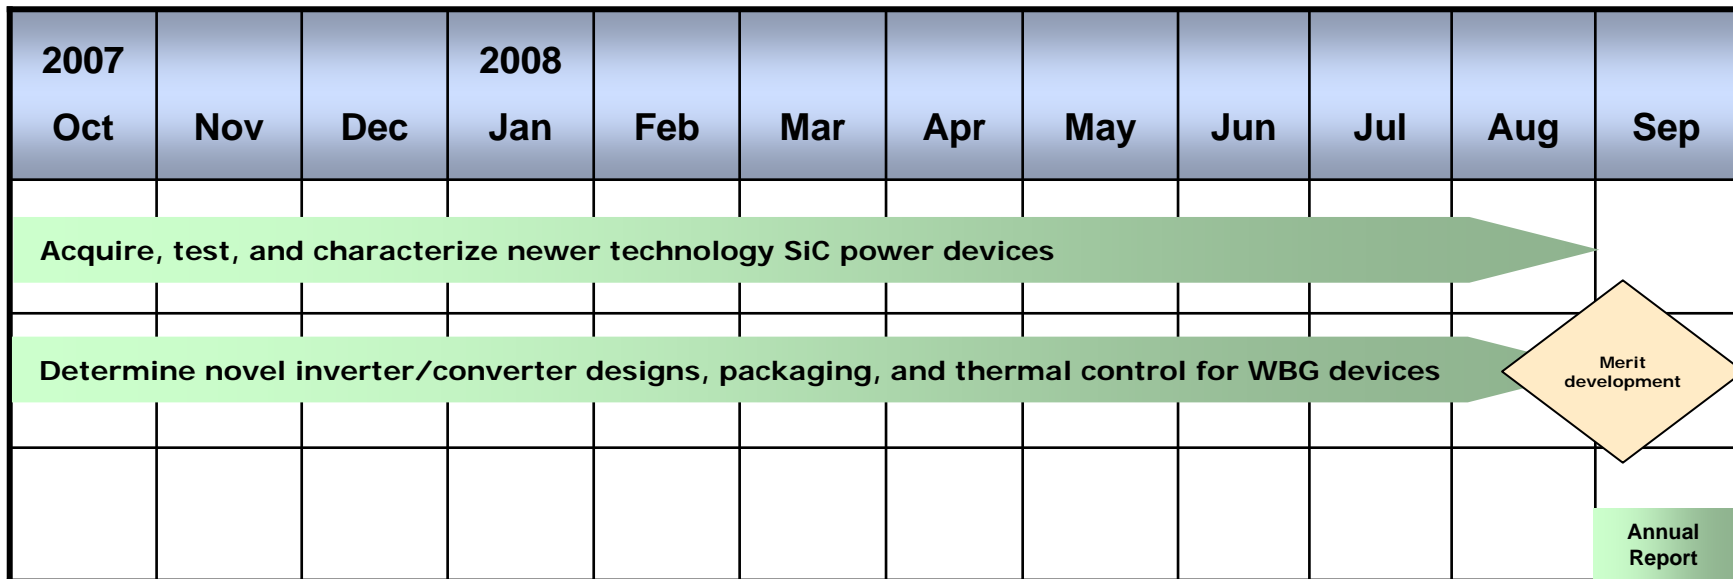 2007 2008
Oct Nov Dec Jan Feb Mar Apr May Jun Jul Aug Sep
Acquire, test, and characterize newer technology SiC power devices
Determine novel inverter/converter designs, packaging, and thermal control for WBG devices
Merit
development
Annual
Report